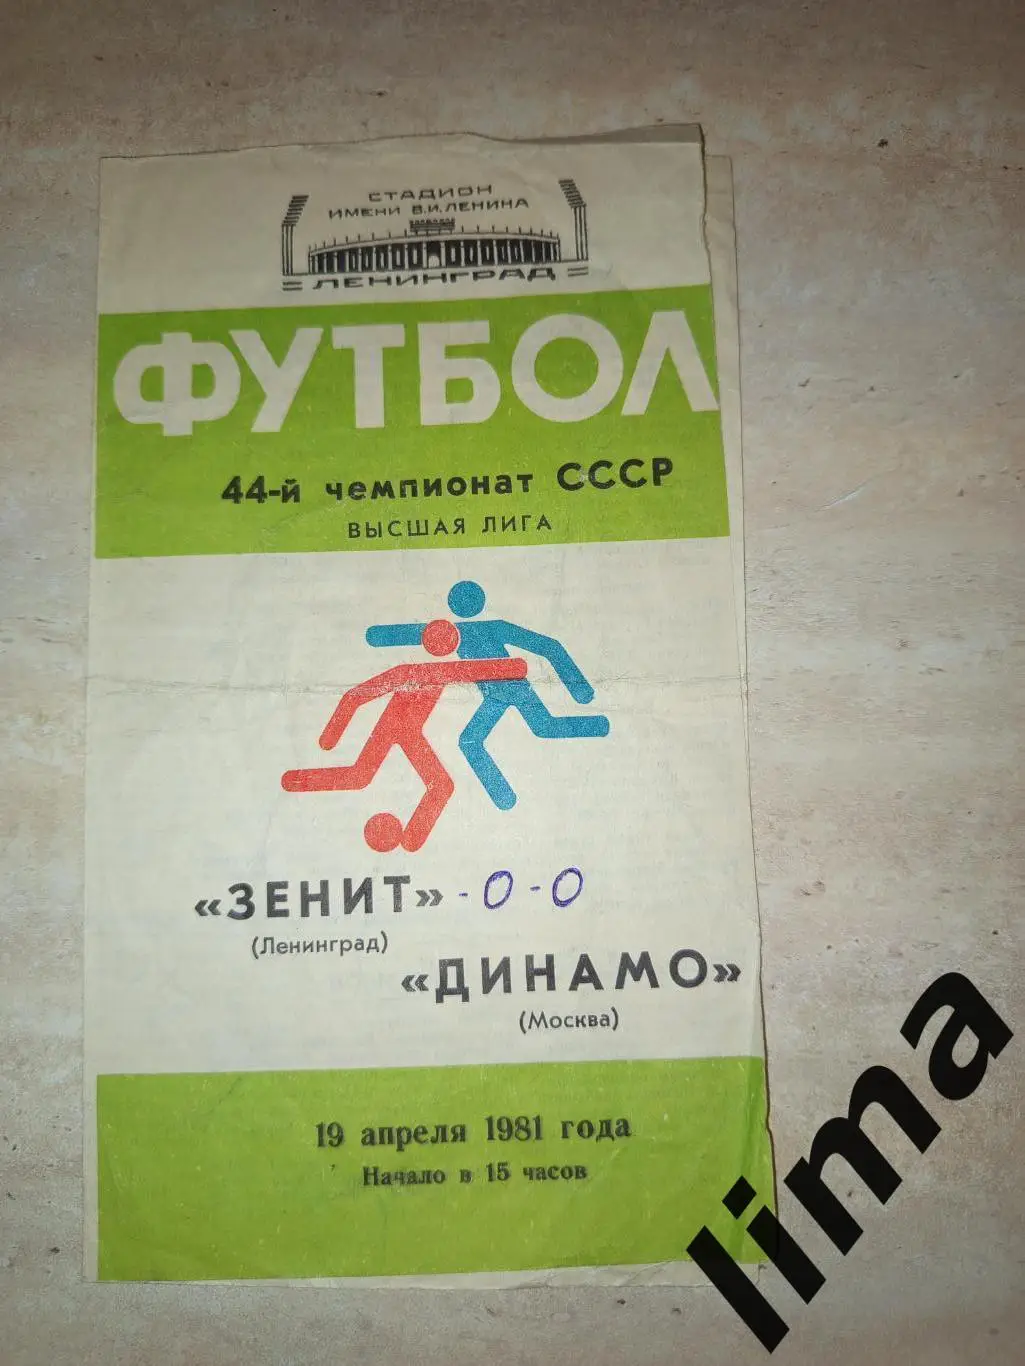 СТАДИОН
ИМЕНИ В.И.ЛЕНИНА
ЛЕНИНГРАД
ФУТБОЛ
44-й чемпионат СССР
ВЫСШАЯ ЛИГА
«ЗЕНИТ» - 0 - 0
(Ленинград)
«ДИНАМО»
(Москва)
19 апреля 1981 года
Начало в 15 часов
lima